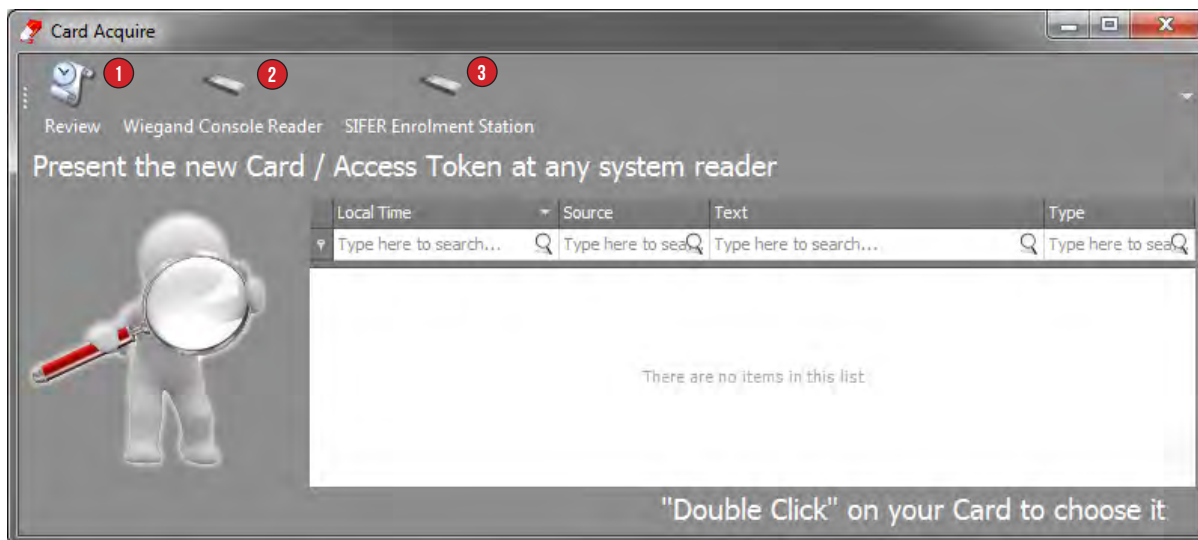 Card Acquire
1 2 3
Review Wiegand Console Reader SIFER Enrolment Station
Present the new Card / Access Token at any system reader
Local Time Source Text Type
Type here to search... Type here to sea Type here to search... Type here to sea
There are no items in this list
"Double Click" on your Card to choose it